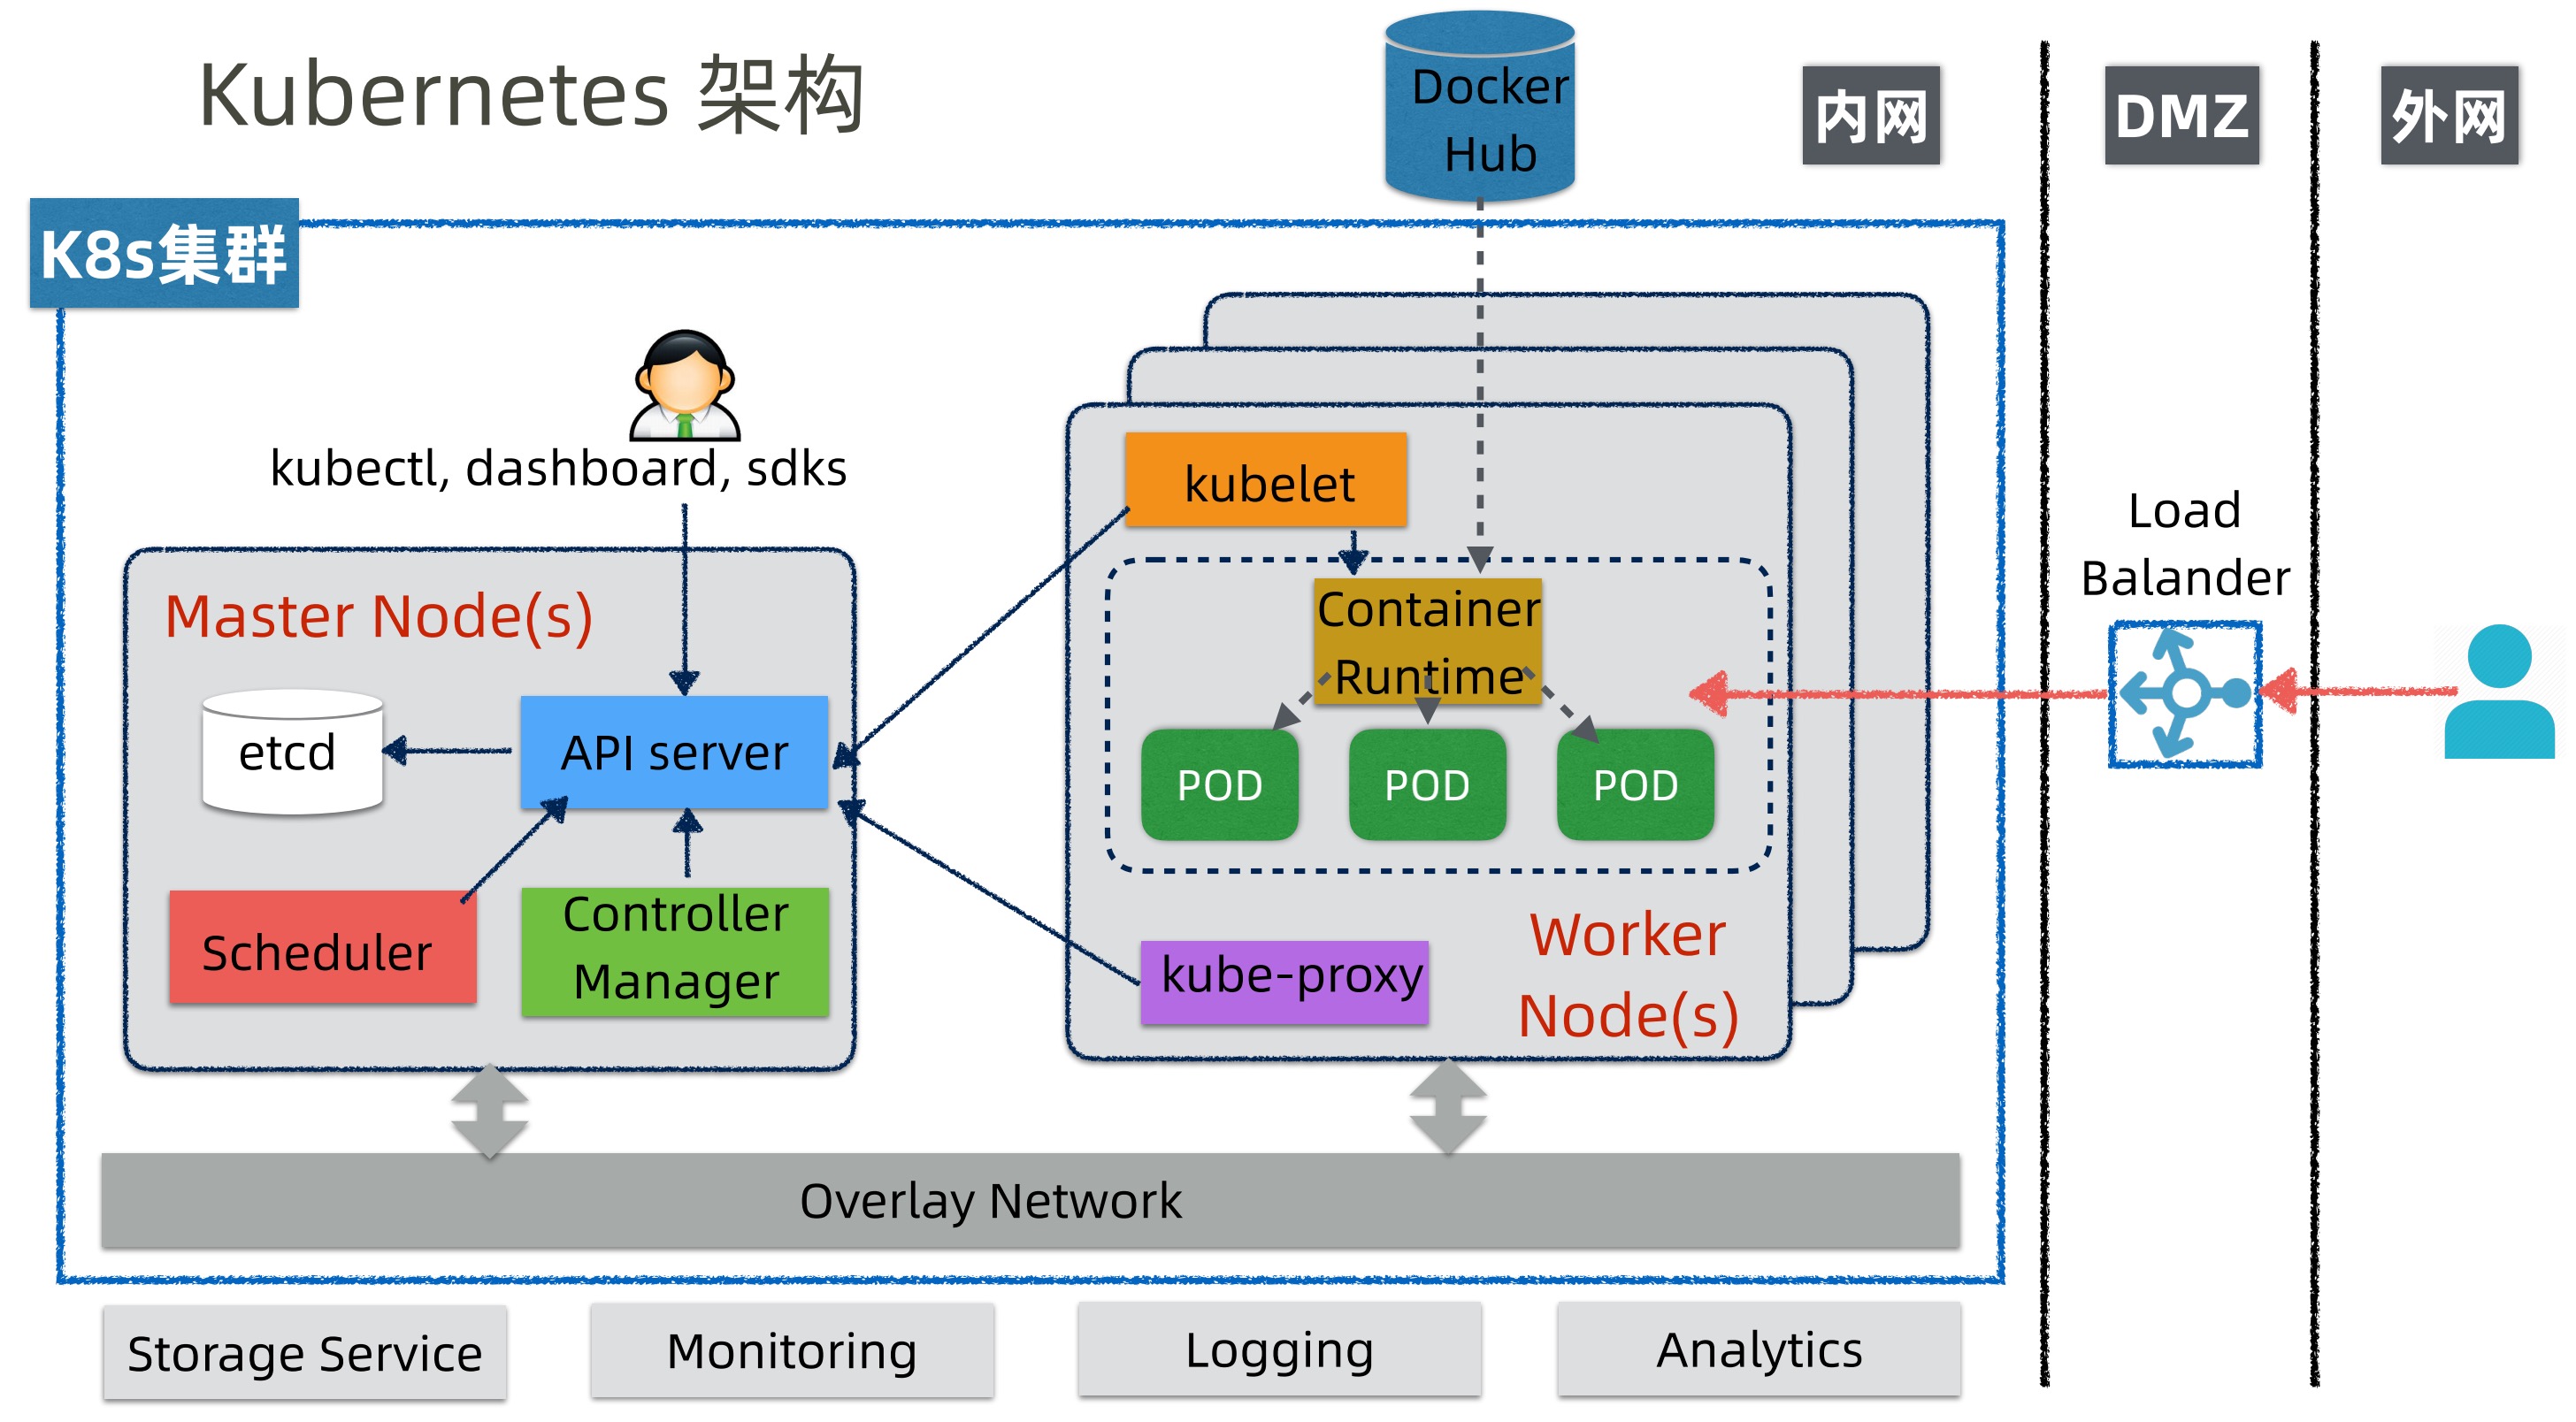 Kubernetes 架构
Docker
Hub
内网
DMZ
外网
K8s集群
kubectl, dashboard, sdks
Master Node(s)
etcd
API server
Scheduler
Controller
Manager
kubelet
Container
Runtime
POD
POD
POD
kube-proxy
Worker
Node(s)
Load
Balander
Overlay Network
Storage Service
Monitoring
Logging
Analytics